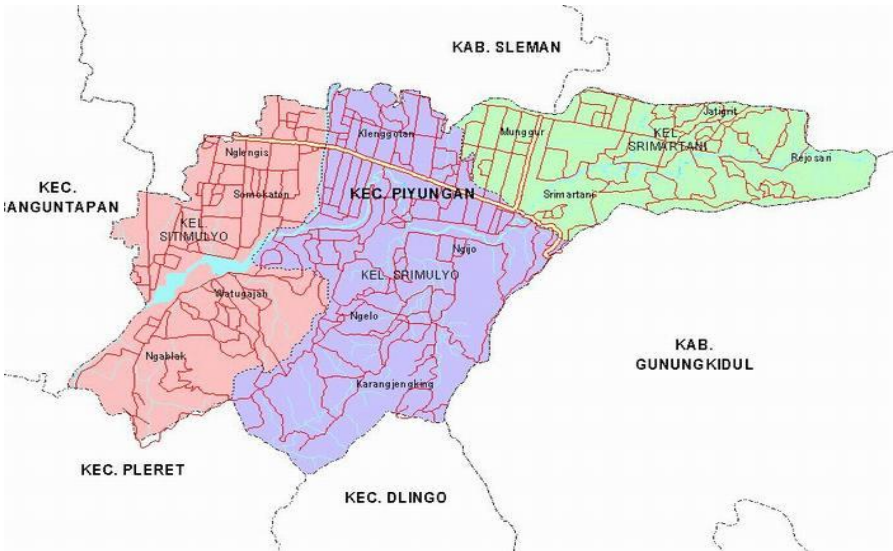 KAB. SLEMAN
Jatigrit
Klenggotan
Munggur
KEL.
SRIMARTANI
Nglengis
Rejosari
KEC.
BANGUNTAPAN
Somokaton
KEC. PIYUNGAN
Srimartani
KEL.
SITIMULYO
Ngijo
KEL. SRIMULYO
Watugajah
Ngelo
KAB.
GUNUNGKIDUL
Ngablak
Karangjengking
KEC. PLERET
KEC. DLINGO